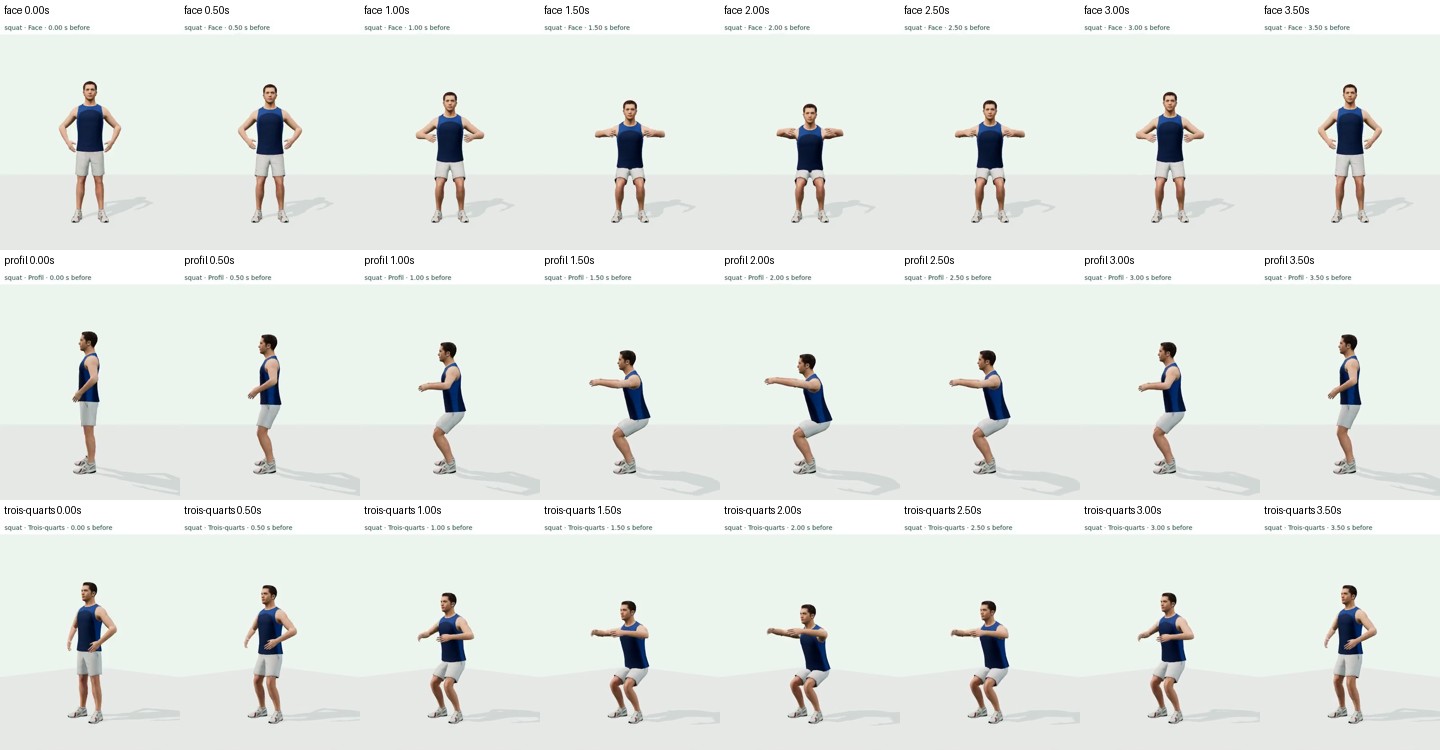 face 0.00s
squat - Face - 0.00 s before
face 0.50s
squat - Face - 0.50 s before
face 1.00s
squat - Face - 1.00 s before
face 1.50s
squat - Face - 1.50 s before
face 2.00s
squat - Face - 2.00 s before
face 2.50s
squat - Face - 2.50 s before
face 3.00s
squat - Face - 3.00 s before
face 3.50s
squat - Face - 3.50 s before
profil 0.00s
squat - Profil - 0.00 s before
profil 0.50s
squat - Profil - 0.50 s before
profil 1.00s
squat - Profil - 1.00 s before
profil 1.50s
squat - Profil - 1.50 s before
profil 2.00s
squat - Profil - 2.00 s before
profil 2.50s
squat - Profil - 2.50 s before
profil 3.00s
squat - Profil - 3.00 s before
profil 3.50s
squat - Profil - 3.50 s before
trois-quarts 0.00s
squat - Trois-quarts - 0.00 s before
trois-quarts 0.50s
squat - Trois-quarts - 0.50 s before
trois-quarts 1.00s
squat - Trois-quarts - 1.00 s before
trois-quarts 1.50s
squat - Trois-quarts - 1.50 s before
trois-quarts 2.00s
squat - Trois-quarts - 2.00 s before
trois-quarts 2.50s
squat - Trois-quarts - 2.50 s before
trois-quarts 3.00s
squat - Trois-quarts - 3.00 s before
trois-quarts 3.50s
squat - Trois-quarts - 3.50 s before